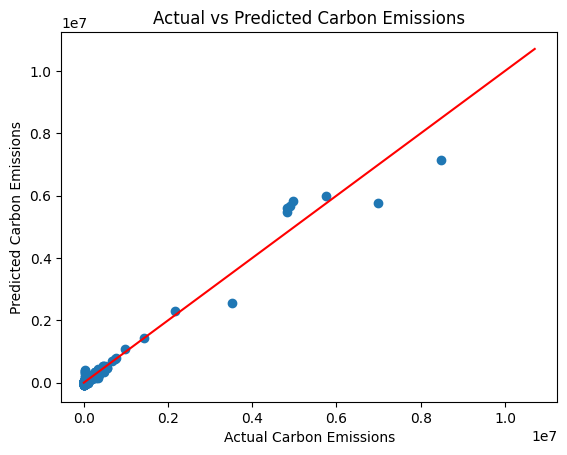 Actual vs Predicted Carbon Emissions
1e7
1.0
0.8
0.6
0.4
0.2
0.0
Predicted Carbon Emissions
0.0 0.2 0.4 0.6 0.8 1.0
Actual Carbon Emissions
1e7